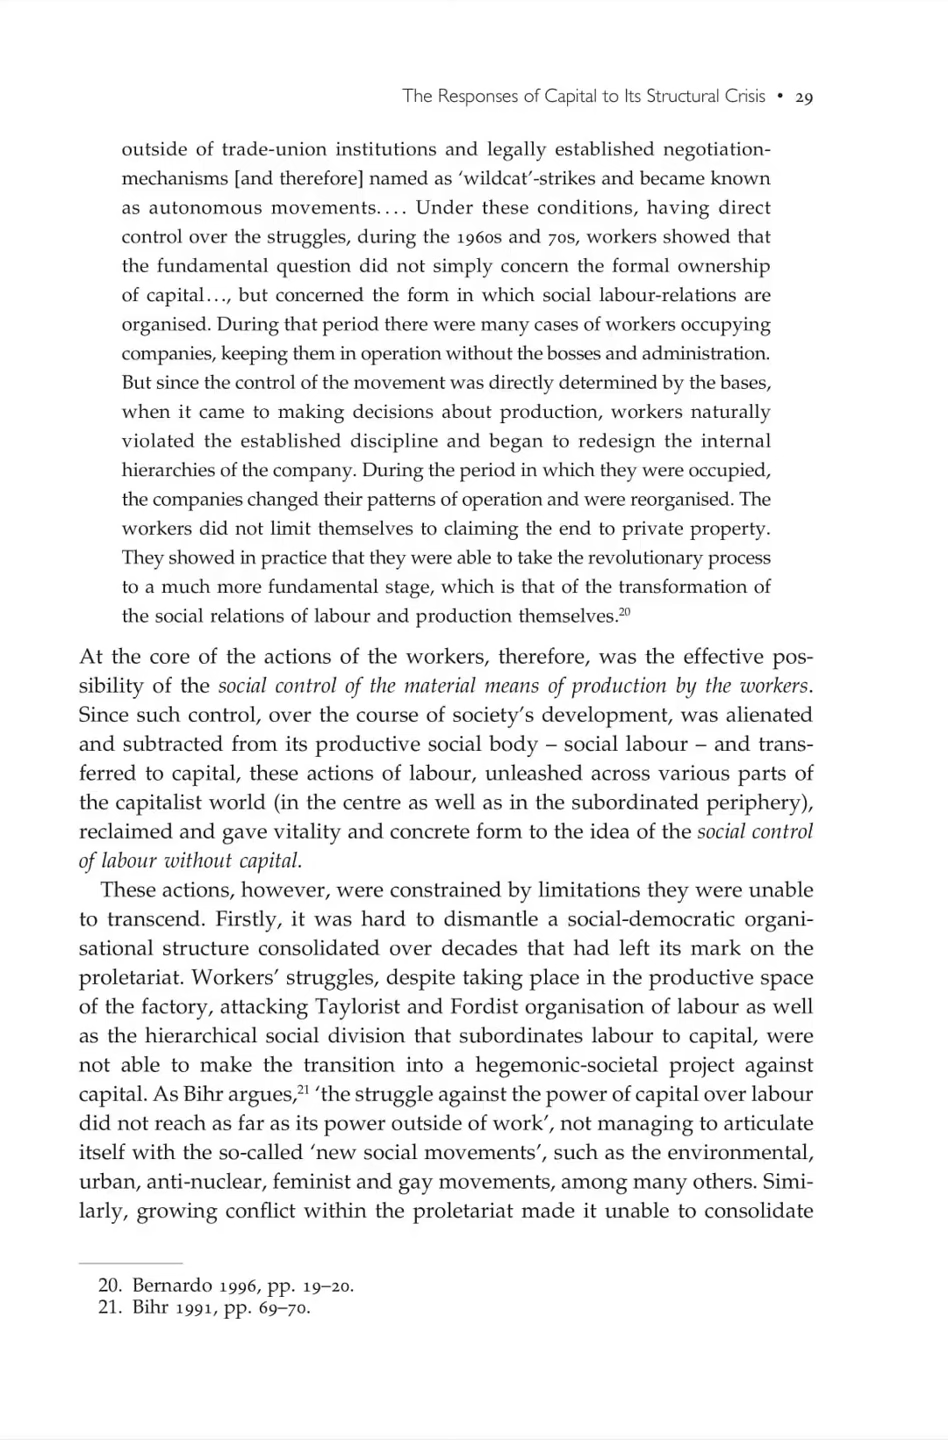 The Responses of Capital to Its Structural Crisis • 29
outside of trade-union institutions and legally established negotiation-
mechanisms [and therefore] named as ‘wildcat’-strikes and became known
as autonomous movements.... Under these conditions, having direct
control over the struggles, during the 1960s and 70s, workers showed that
the fundamental question did not simply concern the formal ownership
of capital..., but concerned the form in which social labour-relations are
organised. During that period there were many cases of workers occupying
companies, keeping them in operation without the bosses and administration.
But since the control of the movement was directly determined by the bases,
when it came to making decisions about production, workers naturally
violated the established discipline and began to redesign the internal
hierarchies of the company. During the period in which they were occupied,
the companies changed their patterns of operation and were reorganised. The
workers did not limit themselves to claiming the end to private property.
They showed in practice that they were able to take the revolutionary process
to a much more fundamental stage, which is that of the transformation of
the social relations of labour and production themselves.20
At the core of the actions of the workers, therefore, was the effective pos-
sibility of the social control of the material means of production by the workers.
Since such control, over the course of society’s development, was alienated
and subtracted from its productive social body – social labour – and trans-
ferred to capital, these actions of labour, unleashed across various parts of
the capitalist world (in the centre as well as in the subordinated periphery),
reclaimed and gave vitality and concrete form to the idea of the social control
of labour without capital.
These actions, however, were constrained by limitations they were unable
to transcend. Firstly, it was hard to dismantle a social-democratic organi-
sational structure consolidated over decades that had left its mark on the
proletariat. Workers’ struggles, despite taking place in the productive space
of the factory, attacking Taylorist and Fordist organisation of labour as well
as the hierarchical social division that subordinates labour to capital, were
not able to make the transition into a hegemonic-societal project against
capital. As Bihr argues,21 ‘the struggle against the power of capital over labour
did not reach as far as its power outside of work’, not managing to articulate
itself with the so-called ‘new social movements’, such as the environmental,
urban, anti-nuclear, feminist and gay movements, among many others. Simi-
larly, growing conflict within the proletariat made it unable to consolidate
20. Bernardo 1996, pp. 19–20.
21. Bihr 1991, pp. 69–70.